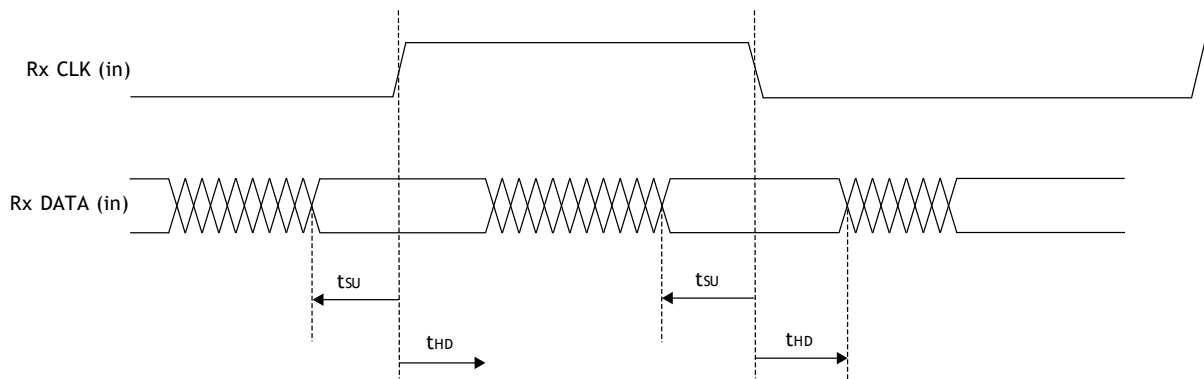 Rx CLK (in)
Rx DATA (in)
tSU
tSU
tHD
tHD